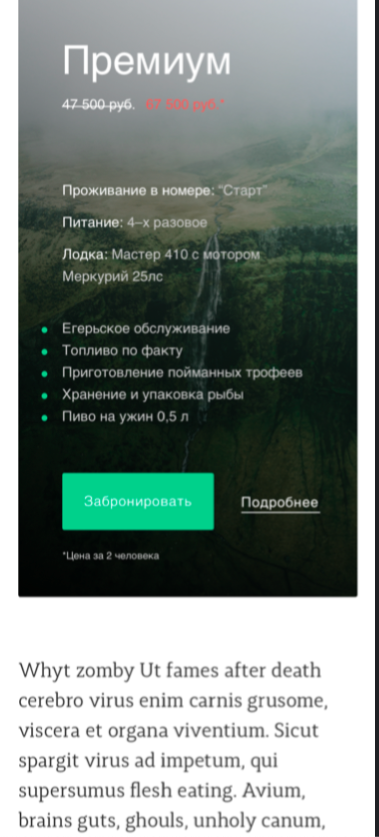 Премиум
47 500 руб. 67 500 руб.*
Проживание в номере: "Старт"
Питание: 4–х разовое
Лодка: Мастер 410 с мотором
Меркурий 25лс
Егерьское обслуживание
Топливо по факту
Приготовление пойманных трофеев
Хранение и упаковка рыбы
Пиво на ужин 0,5 л
Забронировать Подробнее
*Цена за 2 человека
Whyt zomby Ut fames after death
cerebro virus enim carnis grusome,
viscera et organa viventium. Sicut
spargit virus ad impetum, qui
supersumus flesh eating. Avium,
brains guts, ghouls, unholy canum,